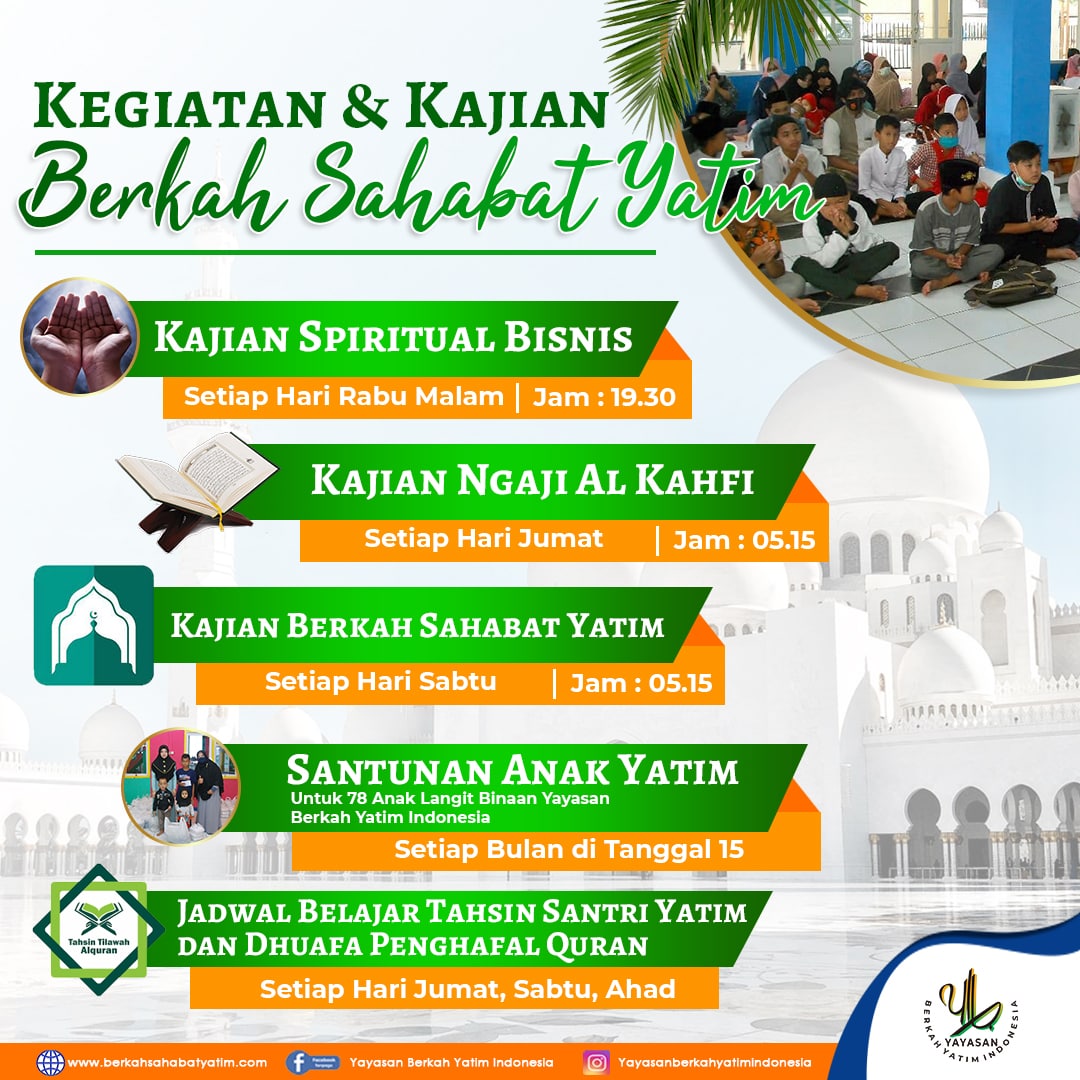 KEGIATAN & KAJIAN
Berkah Sahabat Yatim
KAJIAN SPIRITUAL BISNIS
Setiap Hari Rabu Malam | Jam : 19.30
KAJIAN NGAJI AL KAHFI
Setiap Hari Jumat | Jam : 05.15
KAJIAN BERKAH SAHABAT YATIM
Setiap Hari Sabtu | Jam : 05.15
SANTUNAN ANAK YATIM
Untuk 78 Anak Langit Binaan Yayasan
Berkah Yatim Indonesia
Setiap Bulan di Tanggal 15
Tahsin Tilawah
Alquran
JADWAL BELAJAR TAHSIN SANTRI YATIM
DAN DHUAFA PENGHAFAL QURAN
Setiap Hari Jumat, Sabtu, Ahad
YAYASAN
BERKAH YATIM INDONESIA
www.berkahsahabatyatim.com
Facebook
Fanpage
Yayasan Berkah Yatim Indonesia
Yayasanberkahyatimindonesia